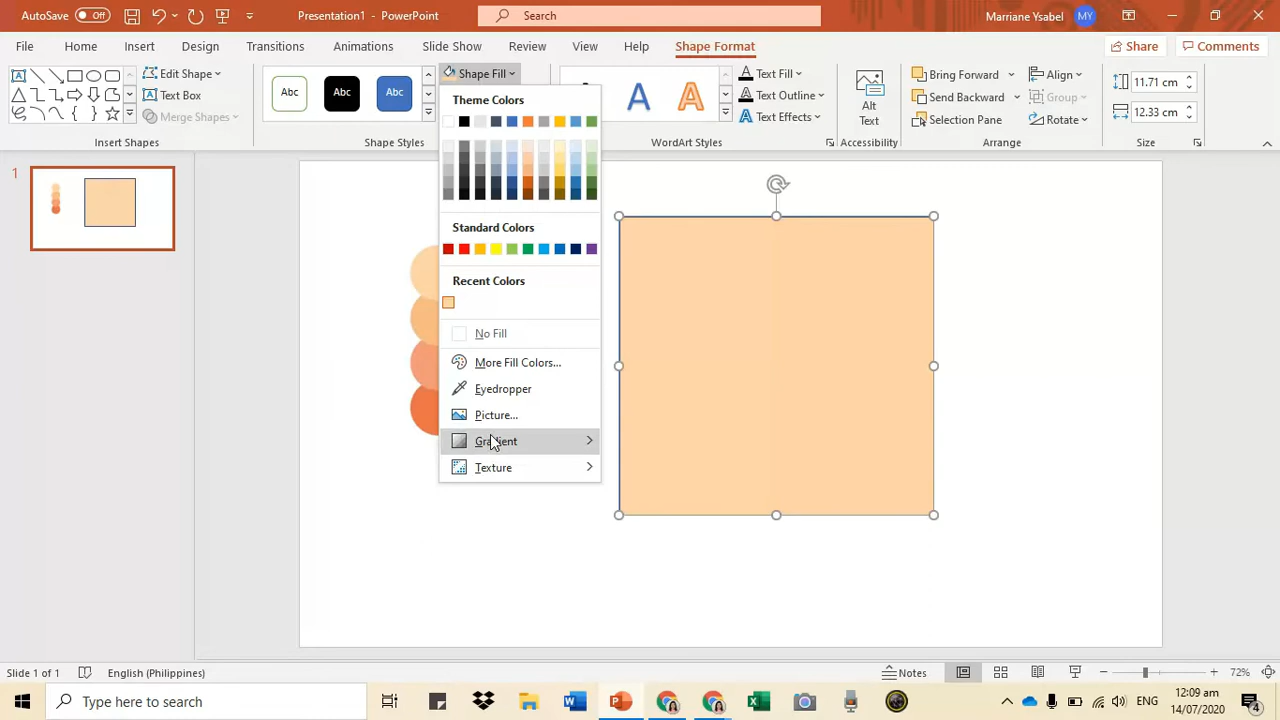 AutoSave Off Presentation1 - PowerPoint Search Marriane Ysabel MY
File Home Insert Design Transitions Animations Slide Show Review View Help Shape Format Share Comments
Edit Shape Abc Abc Abc Shape Fill Text Fill Bring Forward Align 11.71 cm
Text Box A A Text Outline Alt Text Send Backward Group 12.33 cm
Merge Shapes Text Effects Selection Pane Rotate
Insert Shapes Shape Styles WordArt Styles Accessibility Arrange Size
Theme Colors
Standard Colors
Recent Colors
No Fill
More Fill Colors...
Eyedropper
Picture...
Gradient
Texture
1
Slide 1 of 1 English (Philippines) Notes 72%
Type here to search ENG 12:09 am
14/07/2020 4